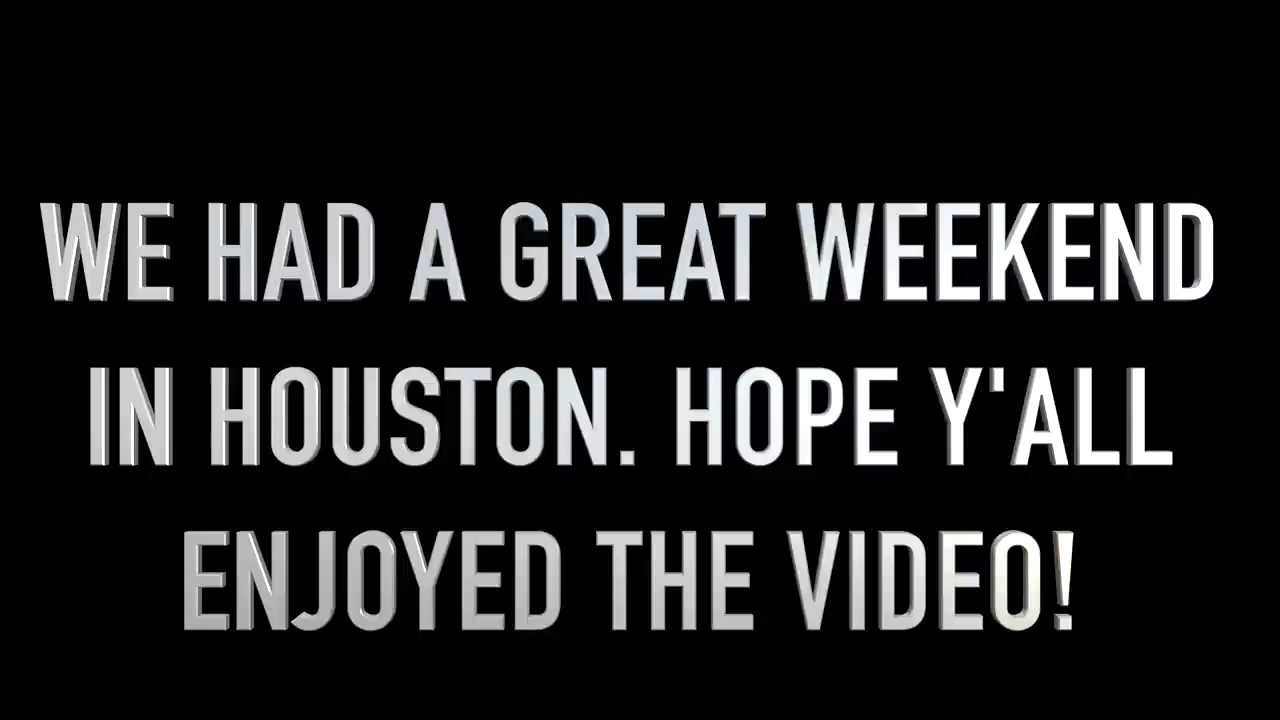 WE HAD A GREAT WEEKEND
IN HOUSTON. HOPE Y'ALL
ENJOYED THE VIDEO!